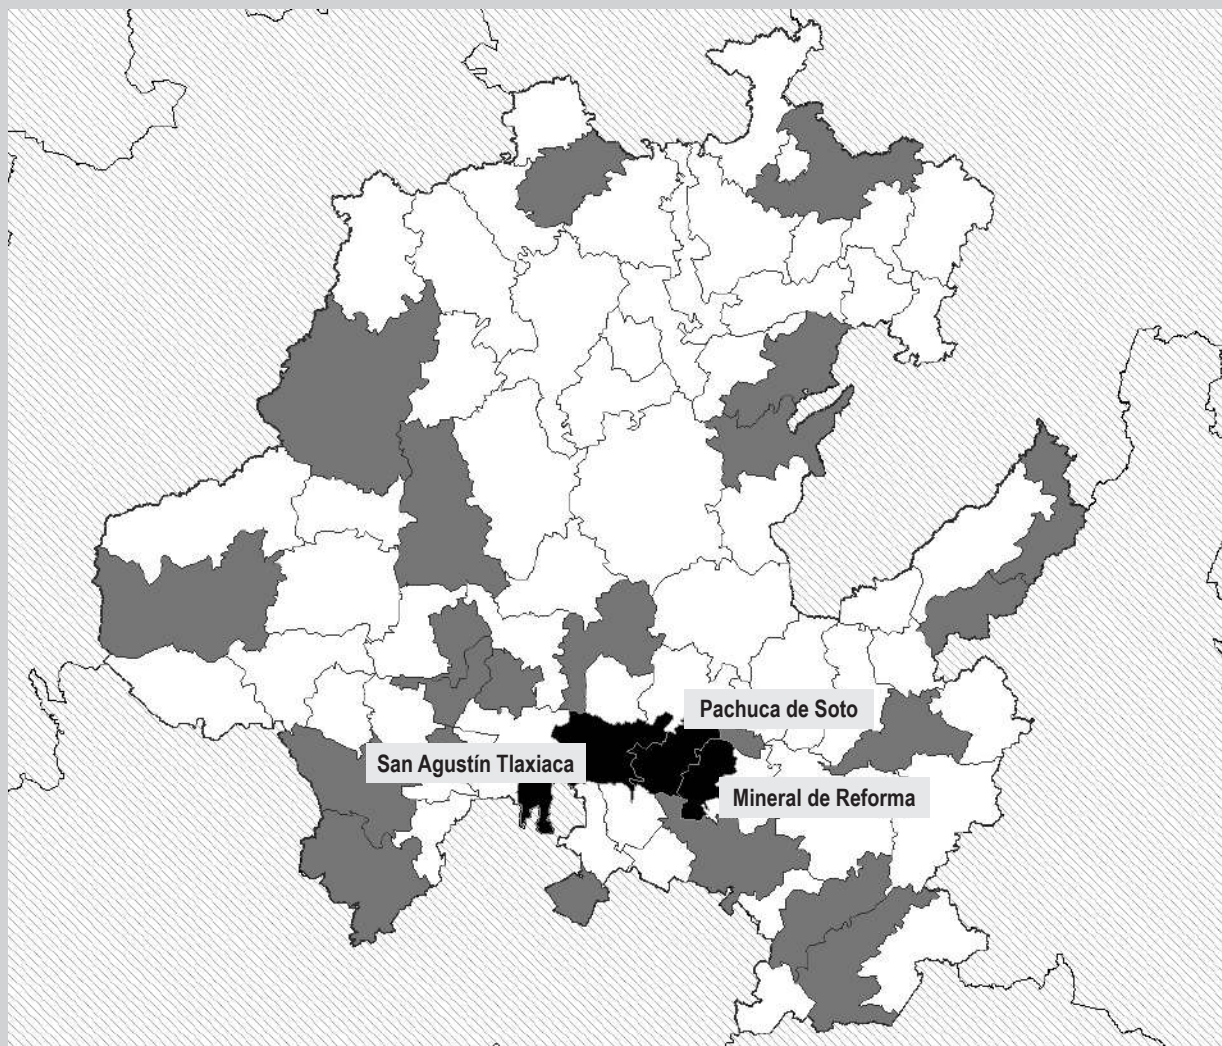 Pachuca de Soto
San Agustín Tlaxiaca
Mineral de Reforma